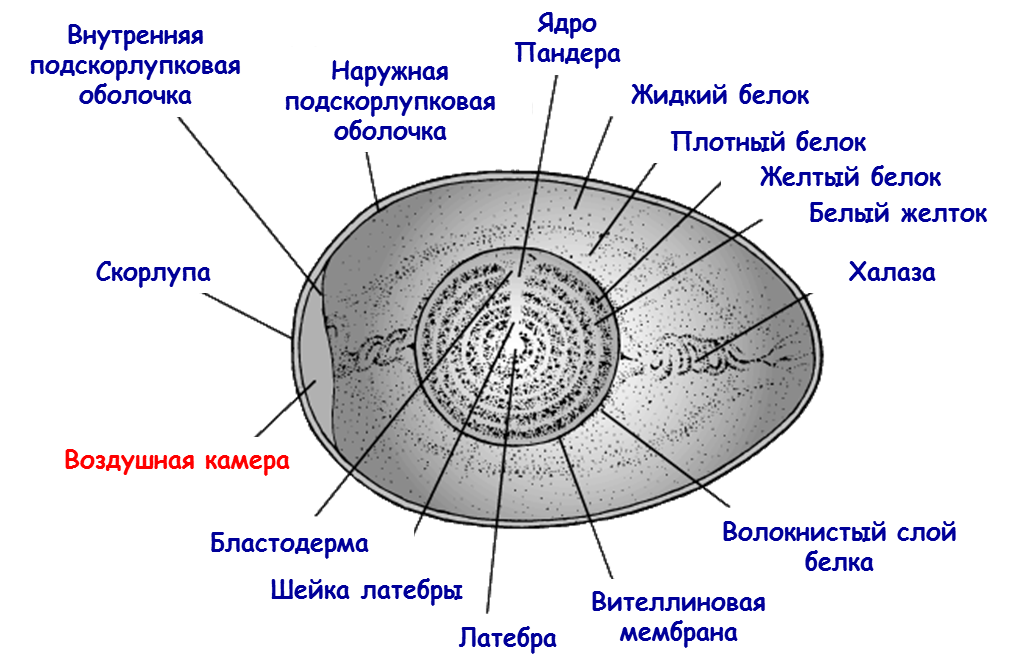 Внутренняя
подскорлупковая
оболочка
Наружная
подскорлупковая
оболочка
Ядро
Пандера
Жидкий белок
Плотный белок
Желтый белок
Белый желток
Халаза
Скорлупа
Воздушная камера
Бластодерма
Шейка латебры
Латебра
Вителлиновая
мембрана
Волокнистый слой
белка